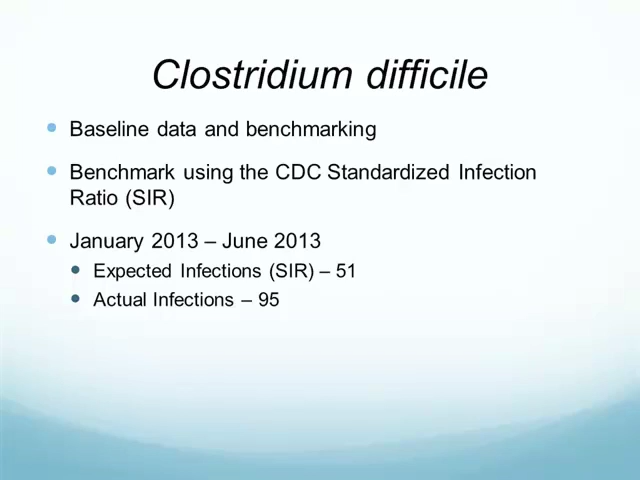 Clostridium difficile
Baseline data and benchmarking
Benchmark using the CDC Standardized Infection
Ratio (SIR)
January 2013 – June 2013
Expected Infections (SIR) – 51
Actual Infections – 95